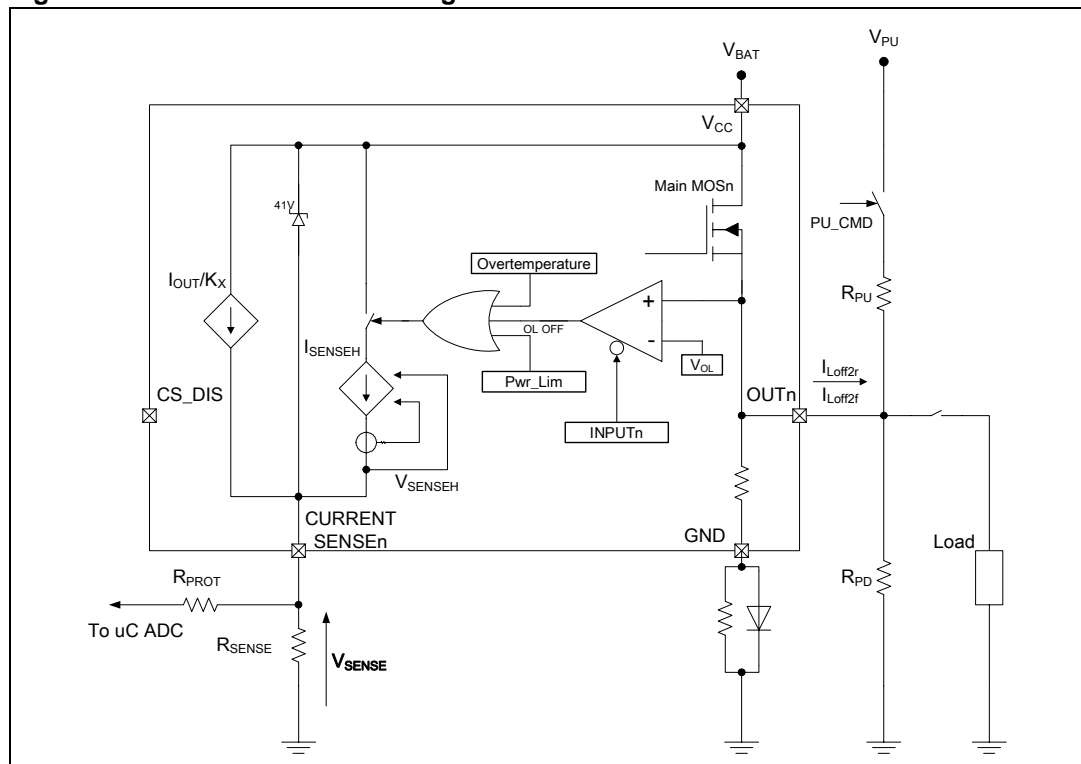 V_BAT
V_PU
V_CC
Main MOSn
41V
PU_CMD
Overtemperature
I_OUT/K_X
R_PU
+
OL OFF
-
I_SENSEH
V_OL
Pwr_Lim
I_Loff2r
CS_DIS
OUTn
I_Loff2f
INPUTn
V_SENSEH
CURRENT
SENSEn
GND
Load
R_PROT
R_PD
To uC ADC
R_SENSE
V_SENSE